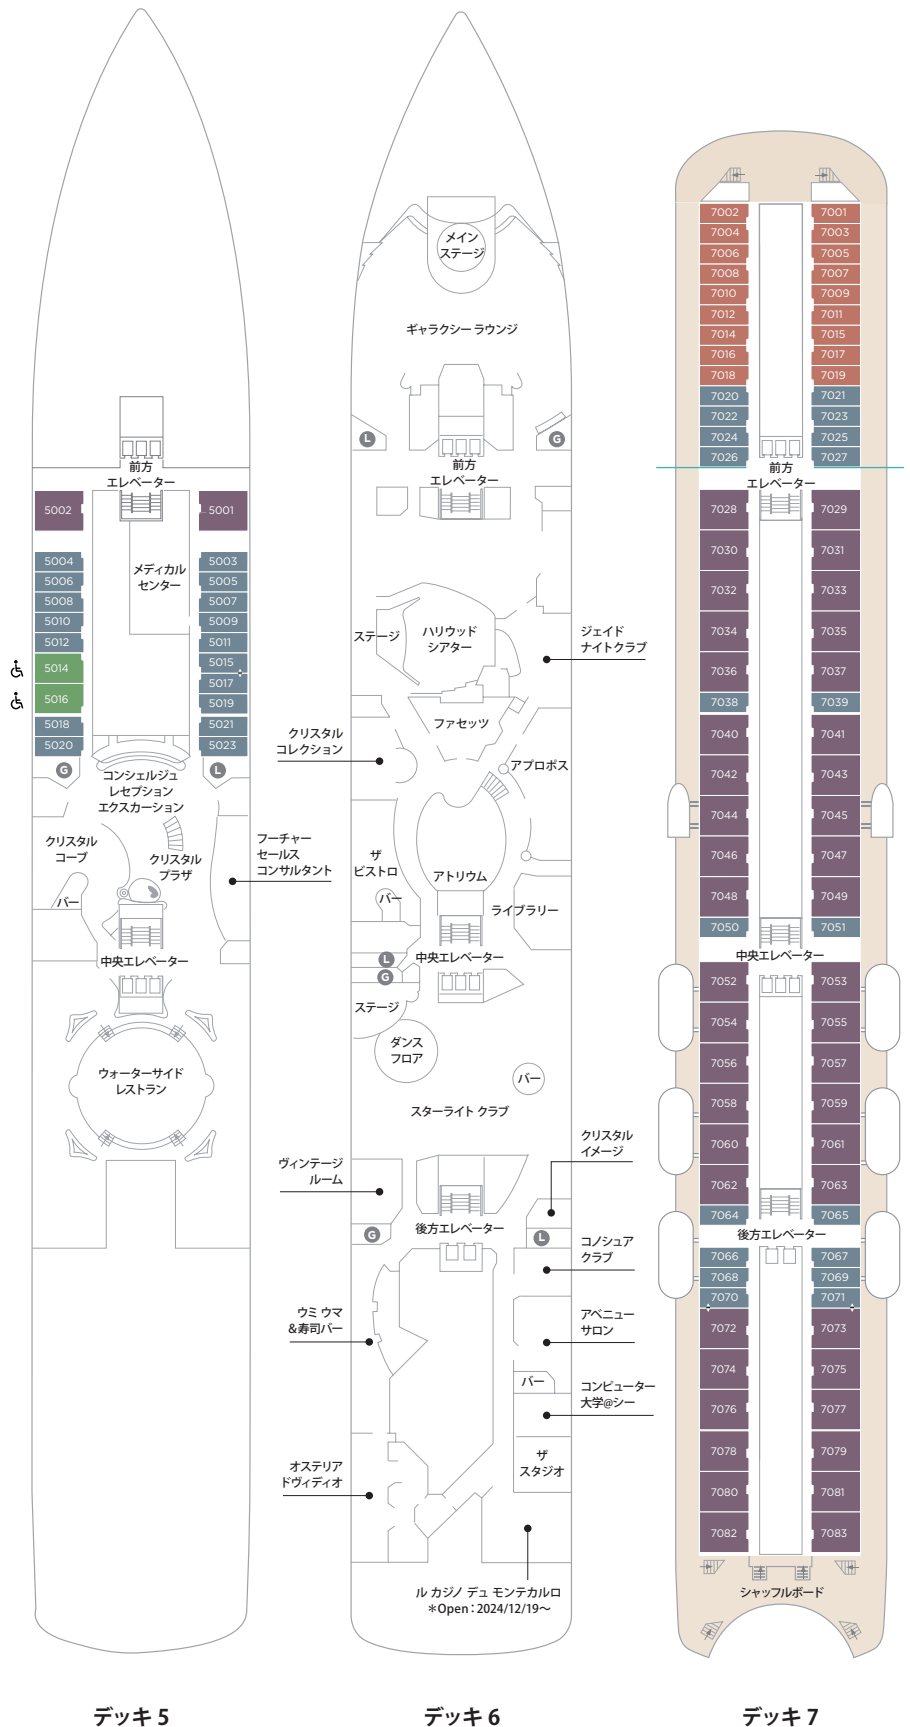 前方
エレベーター
5002
5001
メディカル
センター
5004
5003
5006
5005
5008
5007
5010
5009
5012
5011
5014
5015
5017
5016
5019
5018
5021
5020
5023
G
L
コンシェルジュ
レセプション
エクスカーション
クリスタル
コーブ
クリスタル
プラザ
バー
フーチャー
セールス
コンサルタント
中央エレベーター
ウォーターサイド
レストラン
デッキ 5
メイン
ステージ
ギャラクシー ラウンジ
L
G
前方
エレベーター
ステージ
ハリウッド
シアター
ジェイド
ナイトクラブ
ファセッツ
クリスタル
コレクション
アプロポス
ザ
ビストロ
アトリウム
バー
ライブラリー
L
中央エレベーター
G
ステージ
ダンス
フロア
バー
スターライト クラブ
クリスタル
イメージ
ヴィンテージ
ルーム
後方エレベーター
G
L
コノシュア
クラブ
ウミ ウマ
&寿司バー
アベニュー
サロン
バー
コンピューター
大学@シー
ザ
スタジオ
オステリア
ドヴィディオ
ル カジノ デュ モンテカルロ
*Open:2024/12/19~
デッキ 6
7002
7001
7004
7003
7006
7005
7008
7007
7010
7009
7012
7011
7014
7015
7016
7017
7018
7019
7020
7021
7022
7023
7024
7025
7026
7027
前方
エレベーター
7028
7029
7030
7031
7032
7033
7034
7035
7036
7037
7038
7039
7040
7041
7042
7043
7044
7045
7046
7047
7048
7049
7050
7051
中央エレベーター
7052
7053
7054
7055
7056
7057
7058
7059
7060
7061
7062
7063
7064
7065
後方エレベーター
7066
7067
7068
7069
7070
7071
7072
7073
7074
7075
7076
7077
7078
7079
7080
7081
7082
7083
シャッフルボード
デッキ 7